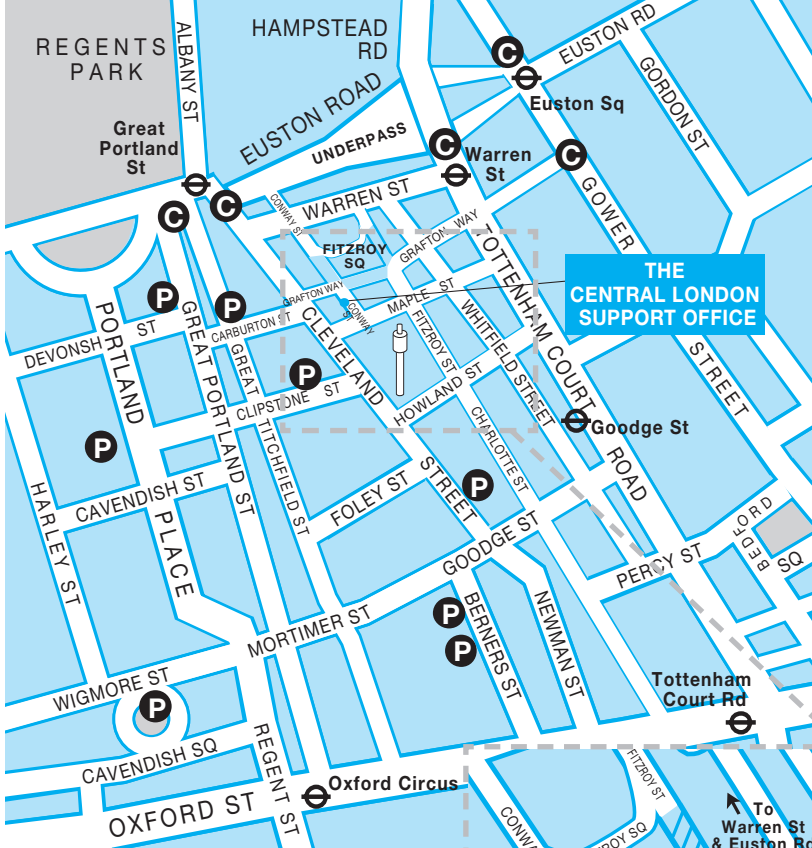 REGENTS
PARK
ALBANY ST
HAMPSTEAD
RD
C
EUSTON RD
GORDON ST
Euston Sq
Great
Portland
St
EUSTON ROAD
UNDERPASS
C
Warren
St
C
GOWER
STREET
C
C
CONWAY ST
WARREN ST
FITZROY
SQ
GRAFTON WAY
TOTTENHAM COURT
ROAD
THE
CENTRAL LONDON
SUPPORT OFFICE
P
P
GRAFTON WAY
CONWAY
ST
MAPLE ST
FITZROY ST
WHITFIELD STREET
DEVONSH ST
CARBURTON ST
PORTLAND
PLACE
GREAT PORTLAND ST
GREAT TITCHFIELD ST
CLEVELAND
STREET
P
CLIPSTONE ST
HOWLAND ST
CHARLOTTE ST
Goodge St
P
HARLEY ST
CAVENDISH ST
FOLEY ST
P
GOODGE ST
PERCY ST
BEDFORD
SQ
MORTIMER ST
P
P
BERNERS ST
NEWMAN ST
WIGMORE ST
P
Tottenham
Court Rd
CAVENDISH SQ
REGENT ST
OXFORD ST
Oxford Circus
FITZROY ST
To
Warren St
& Euston Rd